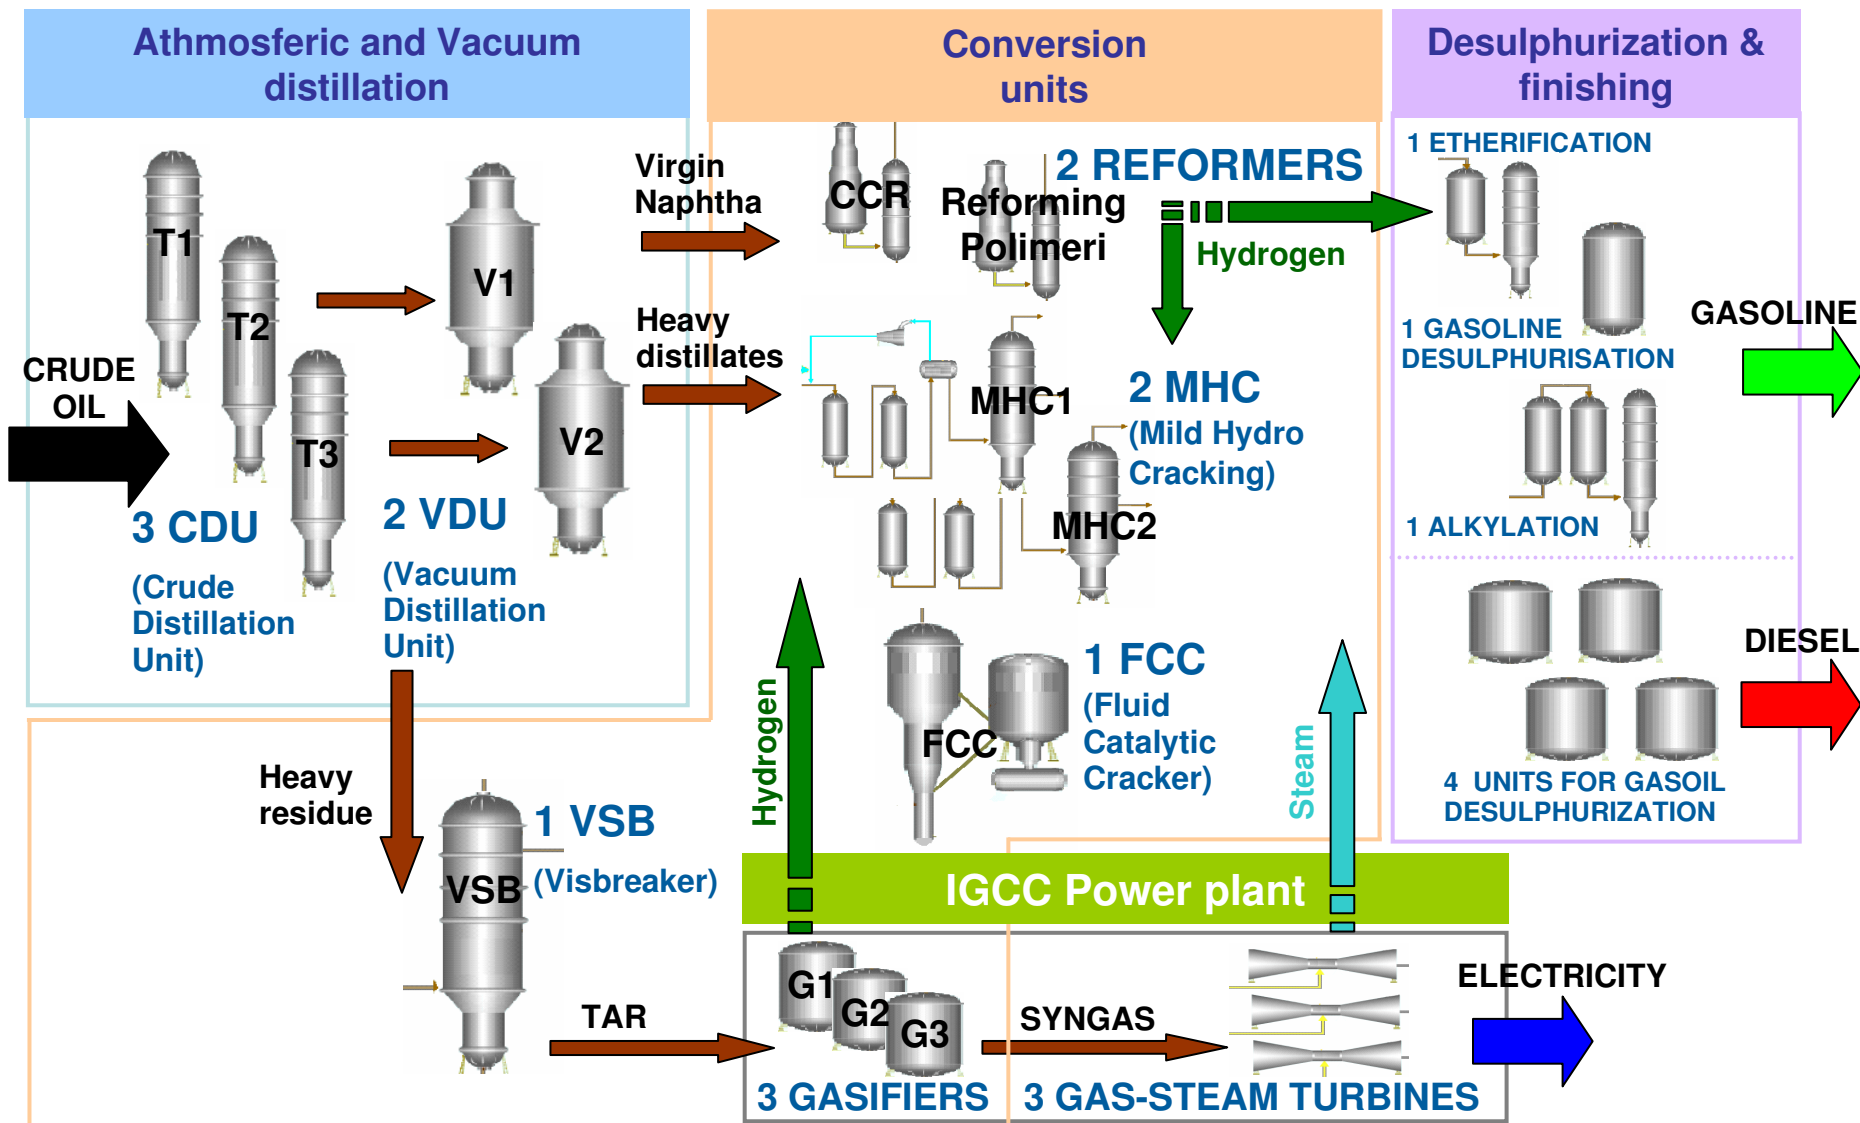 Athmosferic and Vacuum
distillation
Conversion
units
Desulphurization &
finishing
CRUDE
OIL
T1
T2
T3
V1
V2
3 CDU
(Crude
Distillation
Unit)
2 VDU
(Vacuum
Distillation
Unit)
Virgin
Naphtha
Heavy
distillates
CCR
Reforming
Polimeri
2 REFORMERS
Hydrogen
MHC1
MHC2
2 MHC
(Mild Hydro
Cracking)
FCC
1 FCC
(Fluid
Catalytic
Cracker)
Hydrogen
Steam
1 ETHERIFICATION
1 GASOLINE
DESULPHURISATION
1 ALKYLATION
GASOLINE
DIESEL
4 UNITS FOR GASOIL
DESULPHURIZATION
Heavy
residue
VSB
1 VSB
(Visbreaker)
TAR
IGCC Power plant
G1
G2
G3
3 GASIFIERS
SYNGAS
3 GAS-STEAM TURBINES
ELECTRICITY